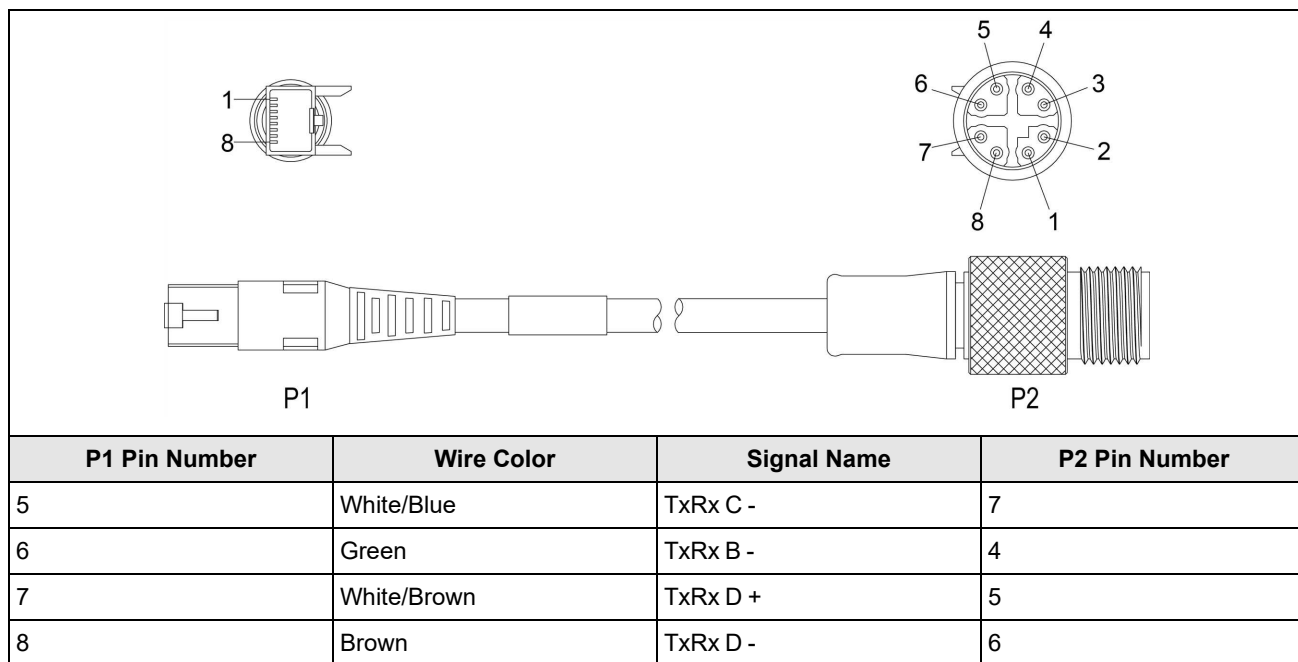 5 4
1 6 3
8 7 2
8 1
P1 P2
P1 Pin Number Wire Color Signal Name P2 Pin Number
5 White/Blue TxRx C - 7
6 Green TxRx B - 4
7 White/Brown TxRx D + 5
8 Brown TxRx D - 6